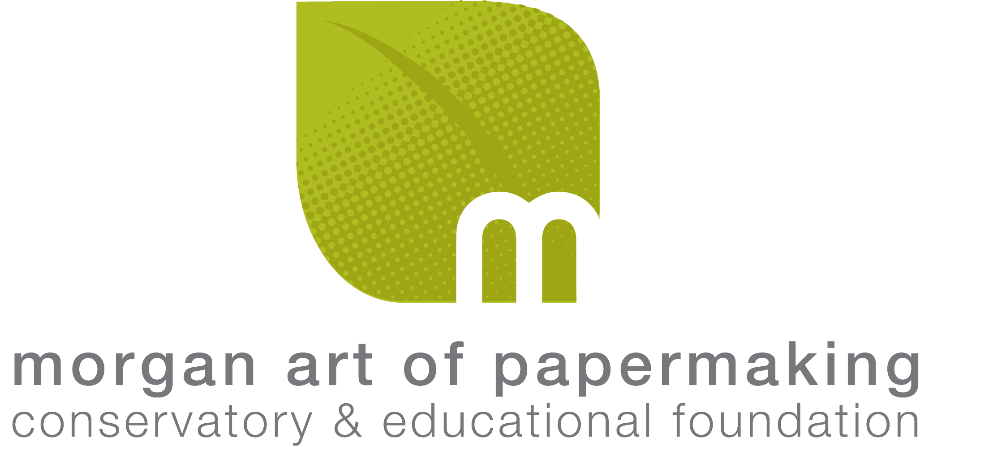 m
morgan art of papermaking
conservatory & educational foundation